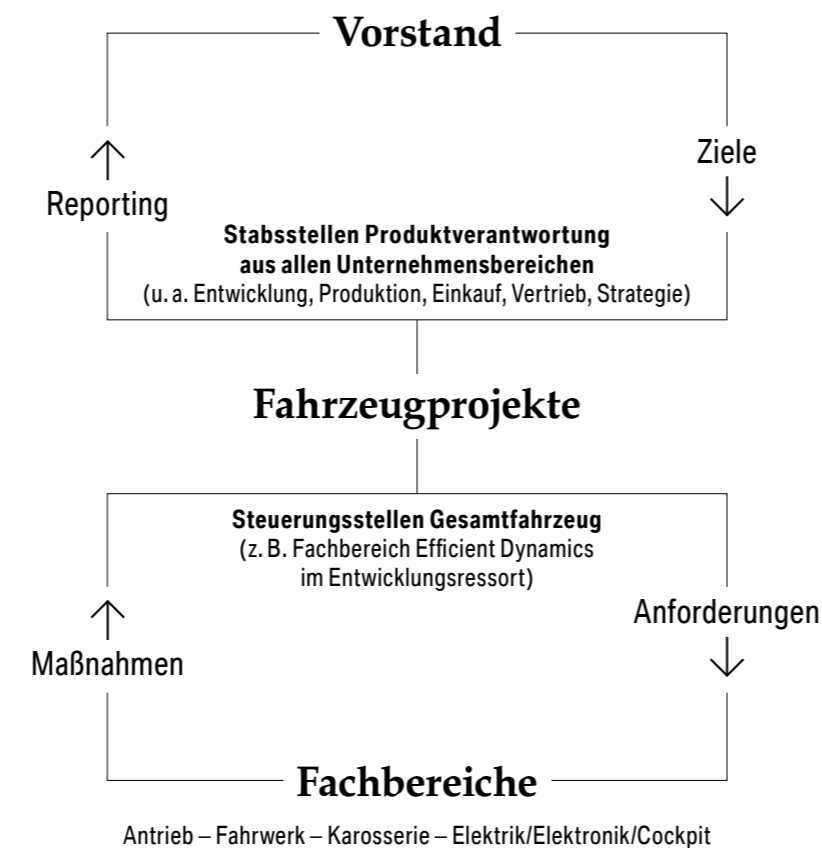 Vorstand
Ziele
Reporting
Stabsstellen Produktverantwortung
aus allen Unternehmensbereichen
(u. a. Entwicklung, Produktion, Einkauf, Vertrieb, Strategie)
Fahrzeugprojekte
Steuerungsstellen Gesamtfahrzeug
(z. B. Fachbereich Efficient Dynamics
im Entwicklungsressort)
Anforderungen
Maßnahmen
Fachbereiche
Antrieb – Fahrwerk – Karosserie – Elektrik/Elektronik/Cockpit